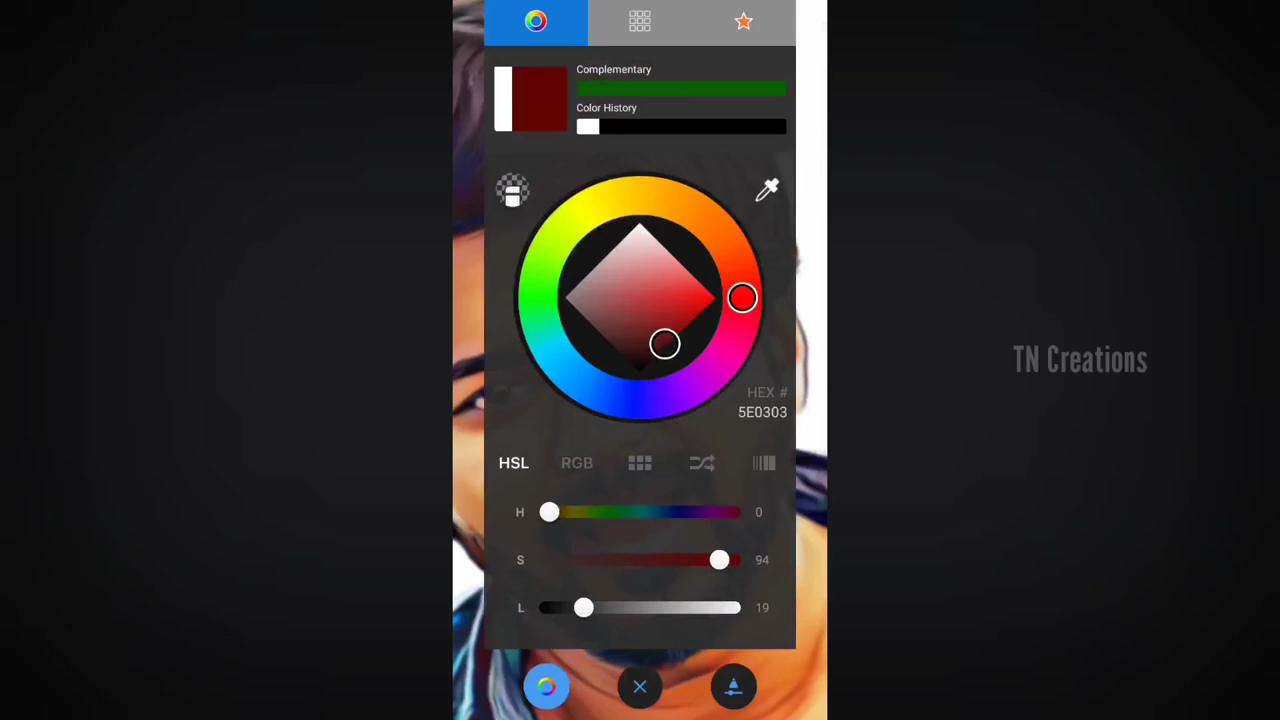 Complementary
Color History
TN Creations
HEX #
5E0303
HSL RGB
H 0
S 94
L 19